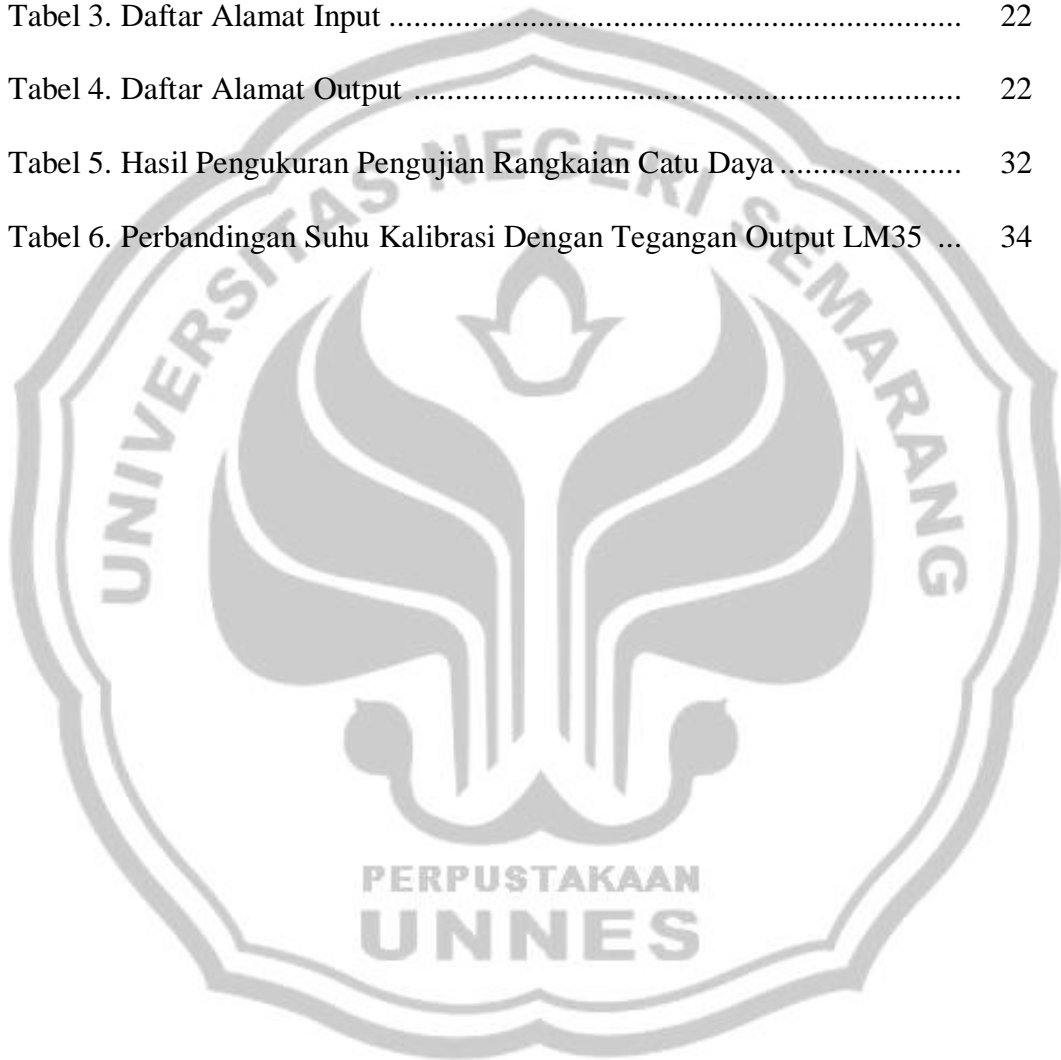 Tabel 3. Daftar Alamat Input ................................................................ 22
Tabel 4. Daftar Alamat Output ............................................................. 22
Tabel 5. Hasil Pengukuran Pengujian Rangkaian Catu Daya .................... 32
Tabel 6. Perbandingan Suhu Kalibrasi Dengan Tegangan Output LM35 ... 34
UNIVERSITAS NEGERI SEMARANG
PERPUSTAKAAN
UNNES